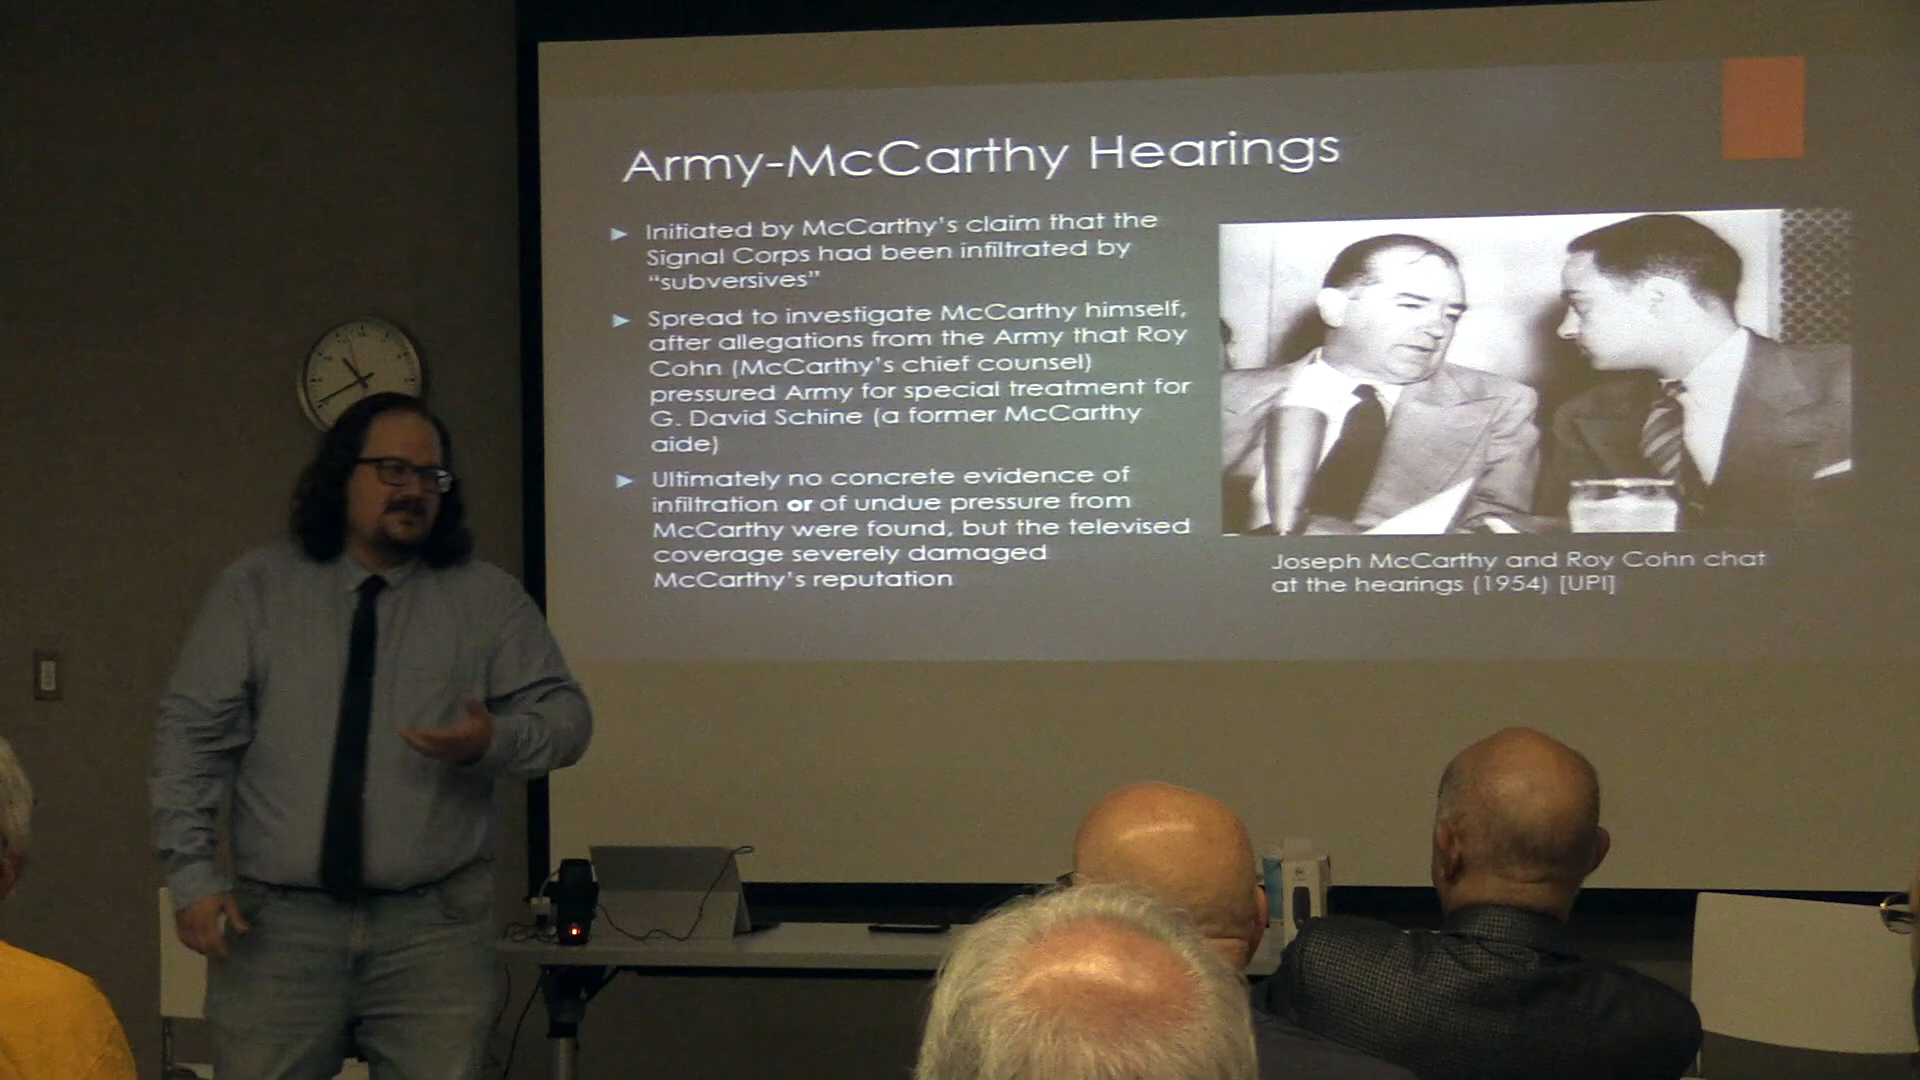 Army-McCarthy Hearings
Initiated by McCarthy's claim that the
Signal Corps had been infiltrated by
"subversives"
Spread to investigate McCarthy himself,
after allegations from the Army that Roy
Cohn (McCarthy's chief counsel)
pressured Army for special treatment for
G. David Schine (a former McCarthy
aide)
Ultimately no concrete evidence of
infiltration or of undue pressure from
McCarthy were found, but the televised
coverage severely damaged
McCarthy's reputation
Joseph McCarthy and Roy Cohn chat
at the hearings (1954) [UPI]